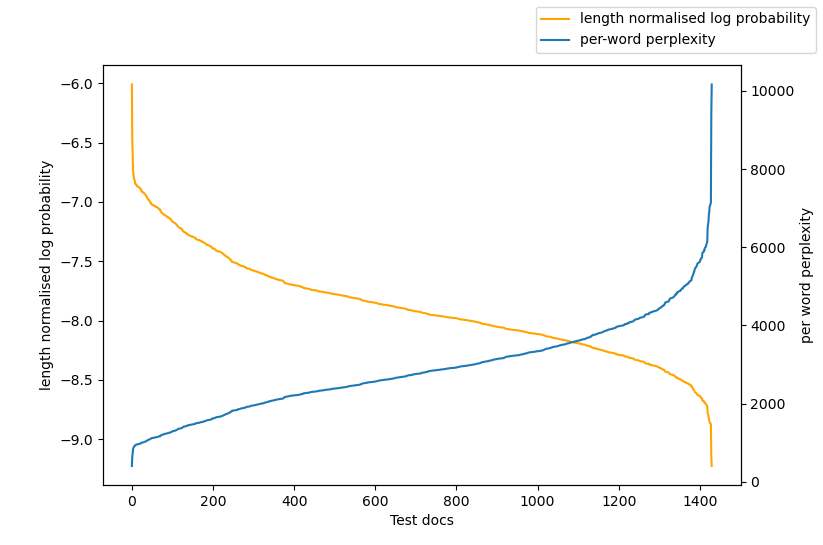 length normalised log probability
per-word perplexity
−6.0
−6.5
−7.0
−7.5
−8.0
−8.5
−9.0
length normalised log probability
10000
8000
6000
4000
2000
0
per word perplexity
0 200 400 600 800 1000 1200 1400
Test docs